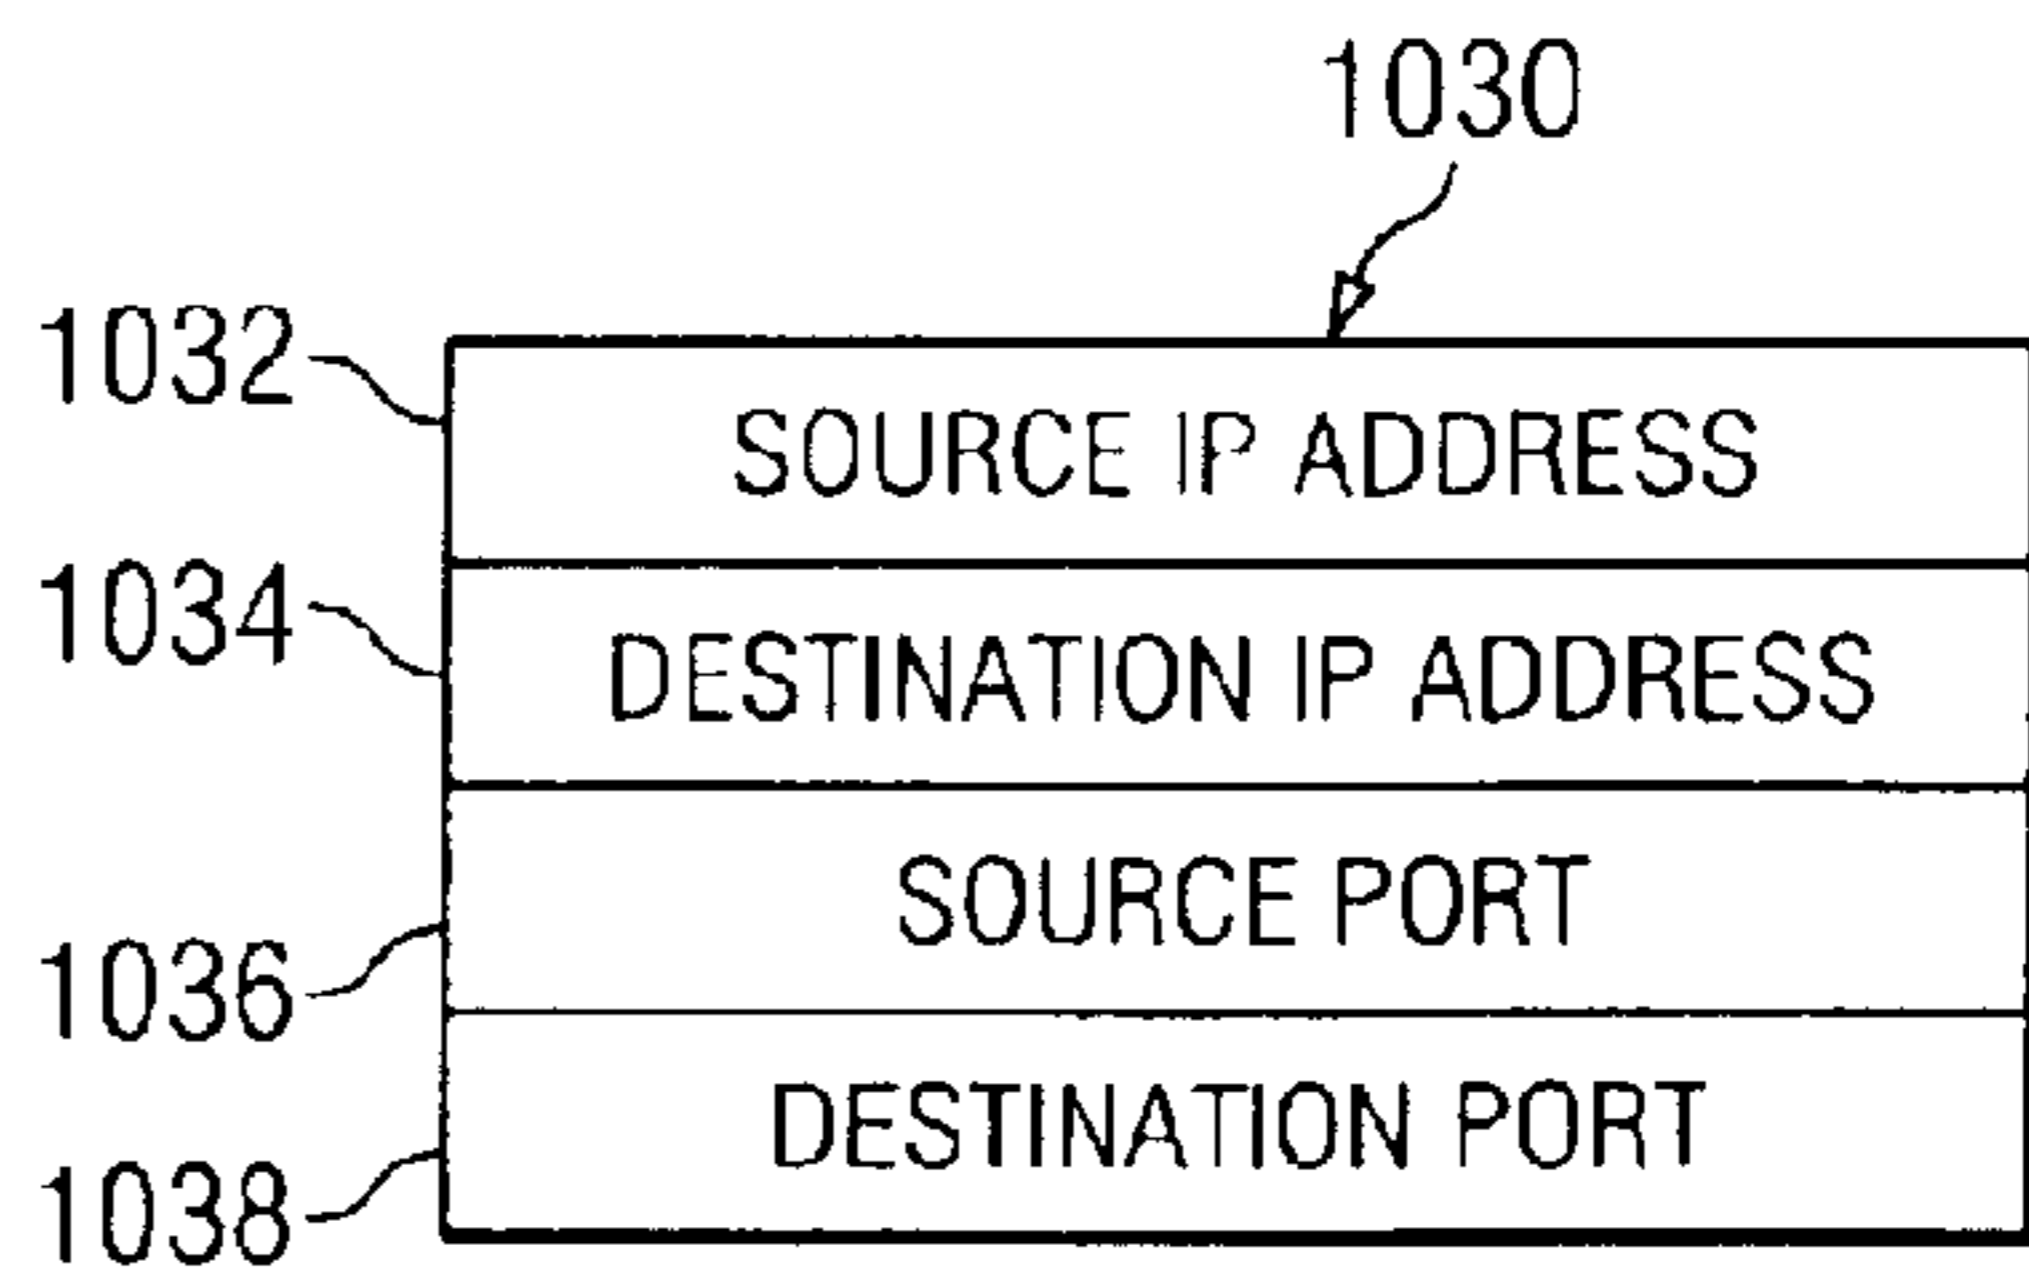 1030
1032
SOURCE IP ADDRESS
1034
DESTINATION IP ADDRESS
SOURCE PORT
1036
DESTINATION PORT
1038